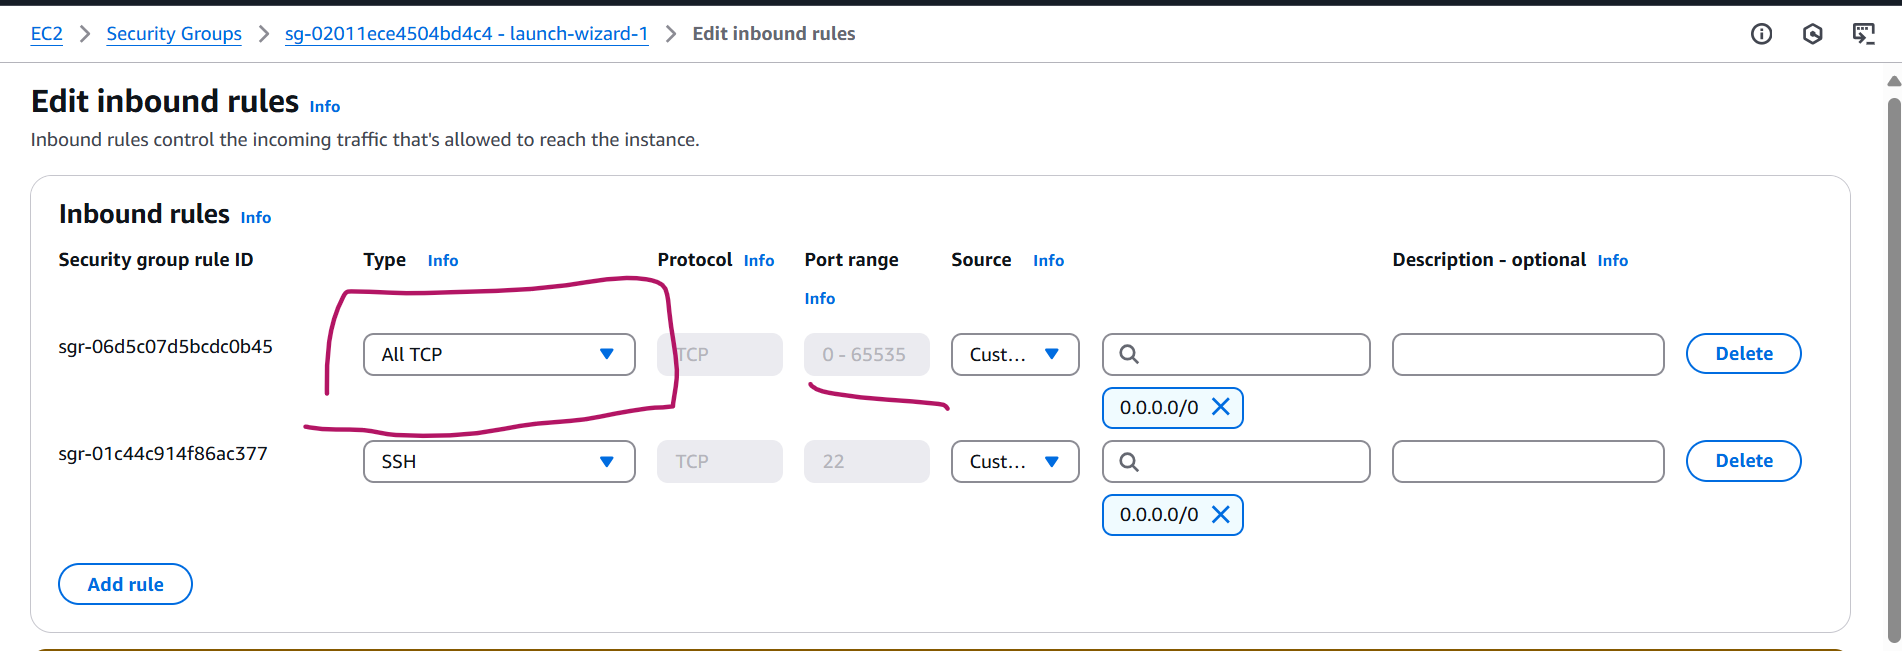 EC2 > Security Groups > sg-02011ece4504bd4c4 - launch-wizard-1 > Edit inbound rules
Edit inbound rules Info
Inbound rules control the incoming traffic that's allowed to reach the instance.
Inbound rules Info
Security group rule ID Type Info Protocol Info Port range Info Source Info Description - optional Info
sgr-06d5c07d5bcdc0b45 All TCP TCP 0 - 65535 Cust... Delete
0.0.0.0/0
sgr-01c44c914f86ac377 SSH TCP 22 Cust... Delete
0.0.0.0/0
Add rule